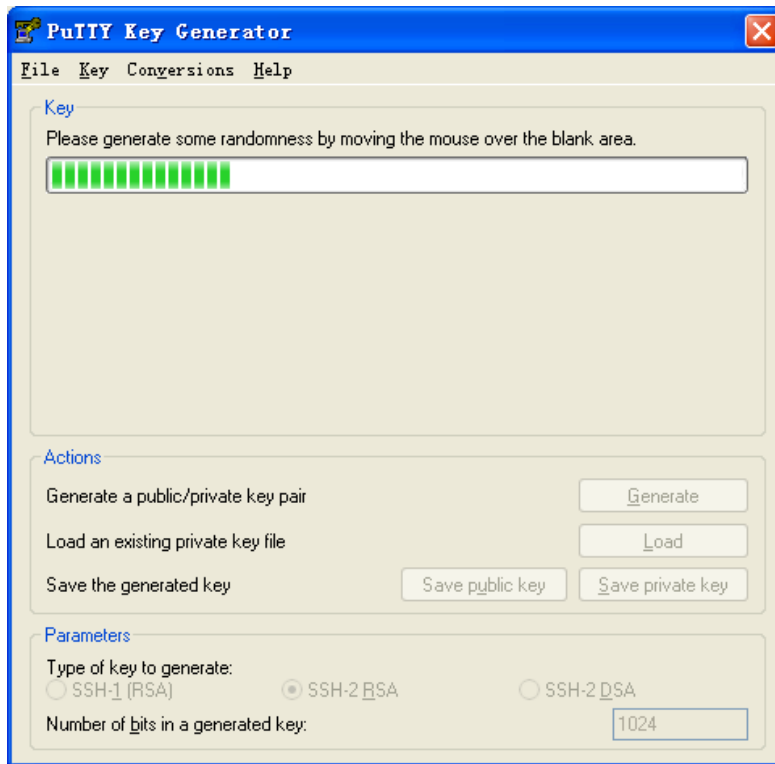 PuTTY Key Generator
File Key Conversions Help
Key
Please generate some randomness by moving the mouse over the blank area.
Actions
Generate a public/private key pair Generate
Load an existing private key file Load
Save the generated key Save public key Save private key
Parameters
Type of key to generate:
SSH-1 (RSA) SSH-2 RSA SSH-2 DSA
Number of bits in a generated key: 1024